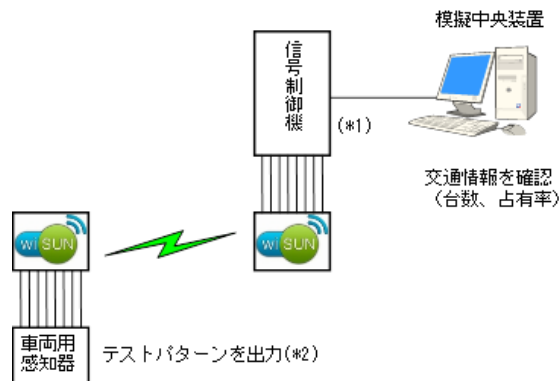 模擬中央装置
信号制御機
(*1)
交通情報を確認
(台数、占有率)
Wi SUN
Wi SUN
車両用
感知器
テストパターンを出力(*2)